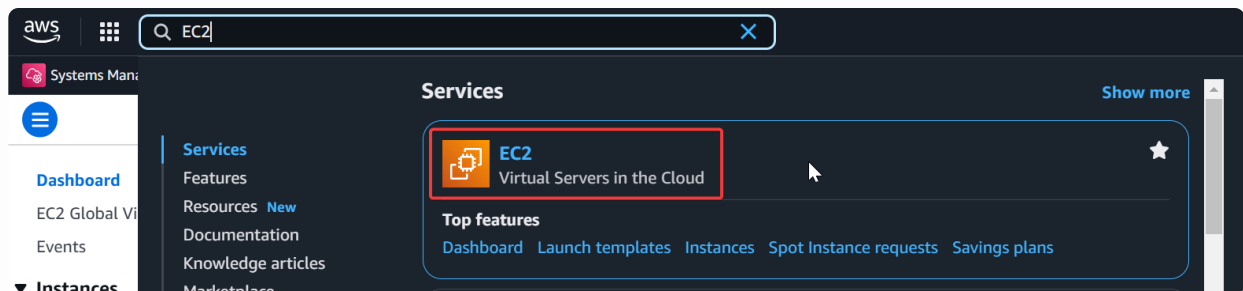 aws
EC2
Systems Mana
Services
Show more
Services
Features
Resources New
Documentation
Knowledge articles
Marketplace
EC2
Virtual Servers in the Cloud
Top features
Dashboard Launch templates Instances Spot Instance requests Savings plans
Dashboard
EC2 Global Vi
Events
Instances